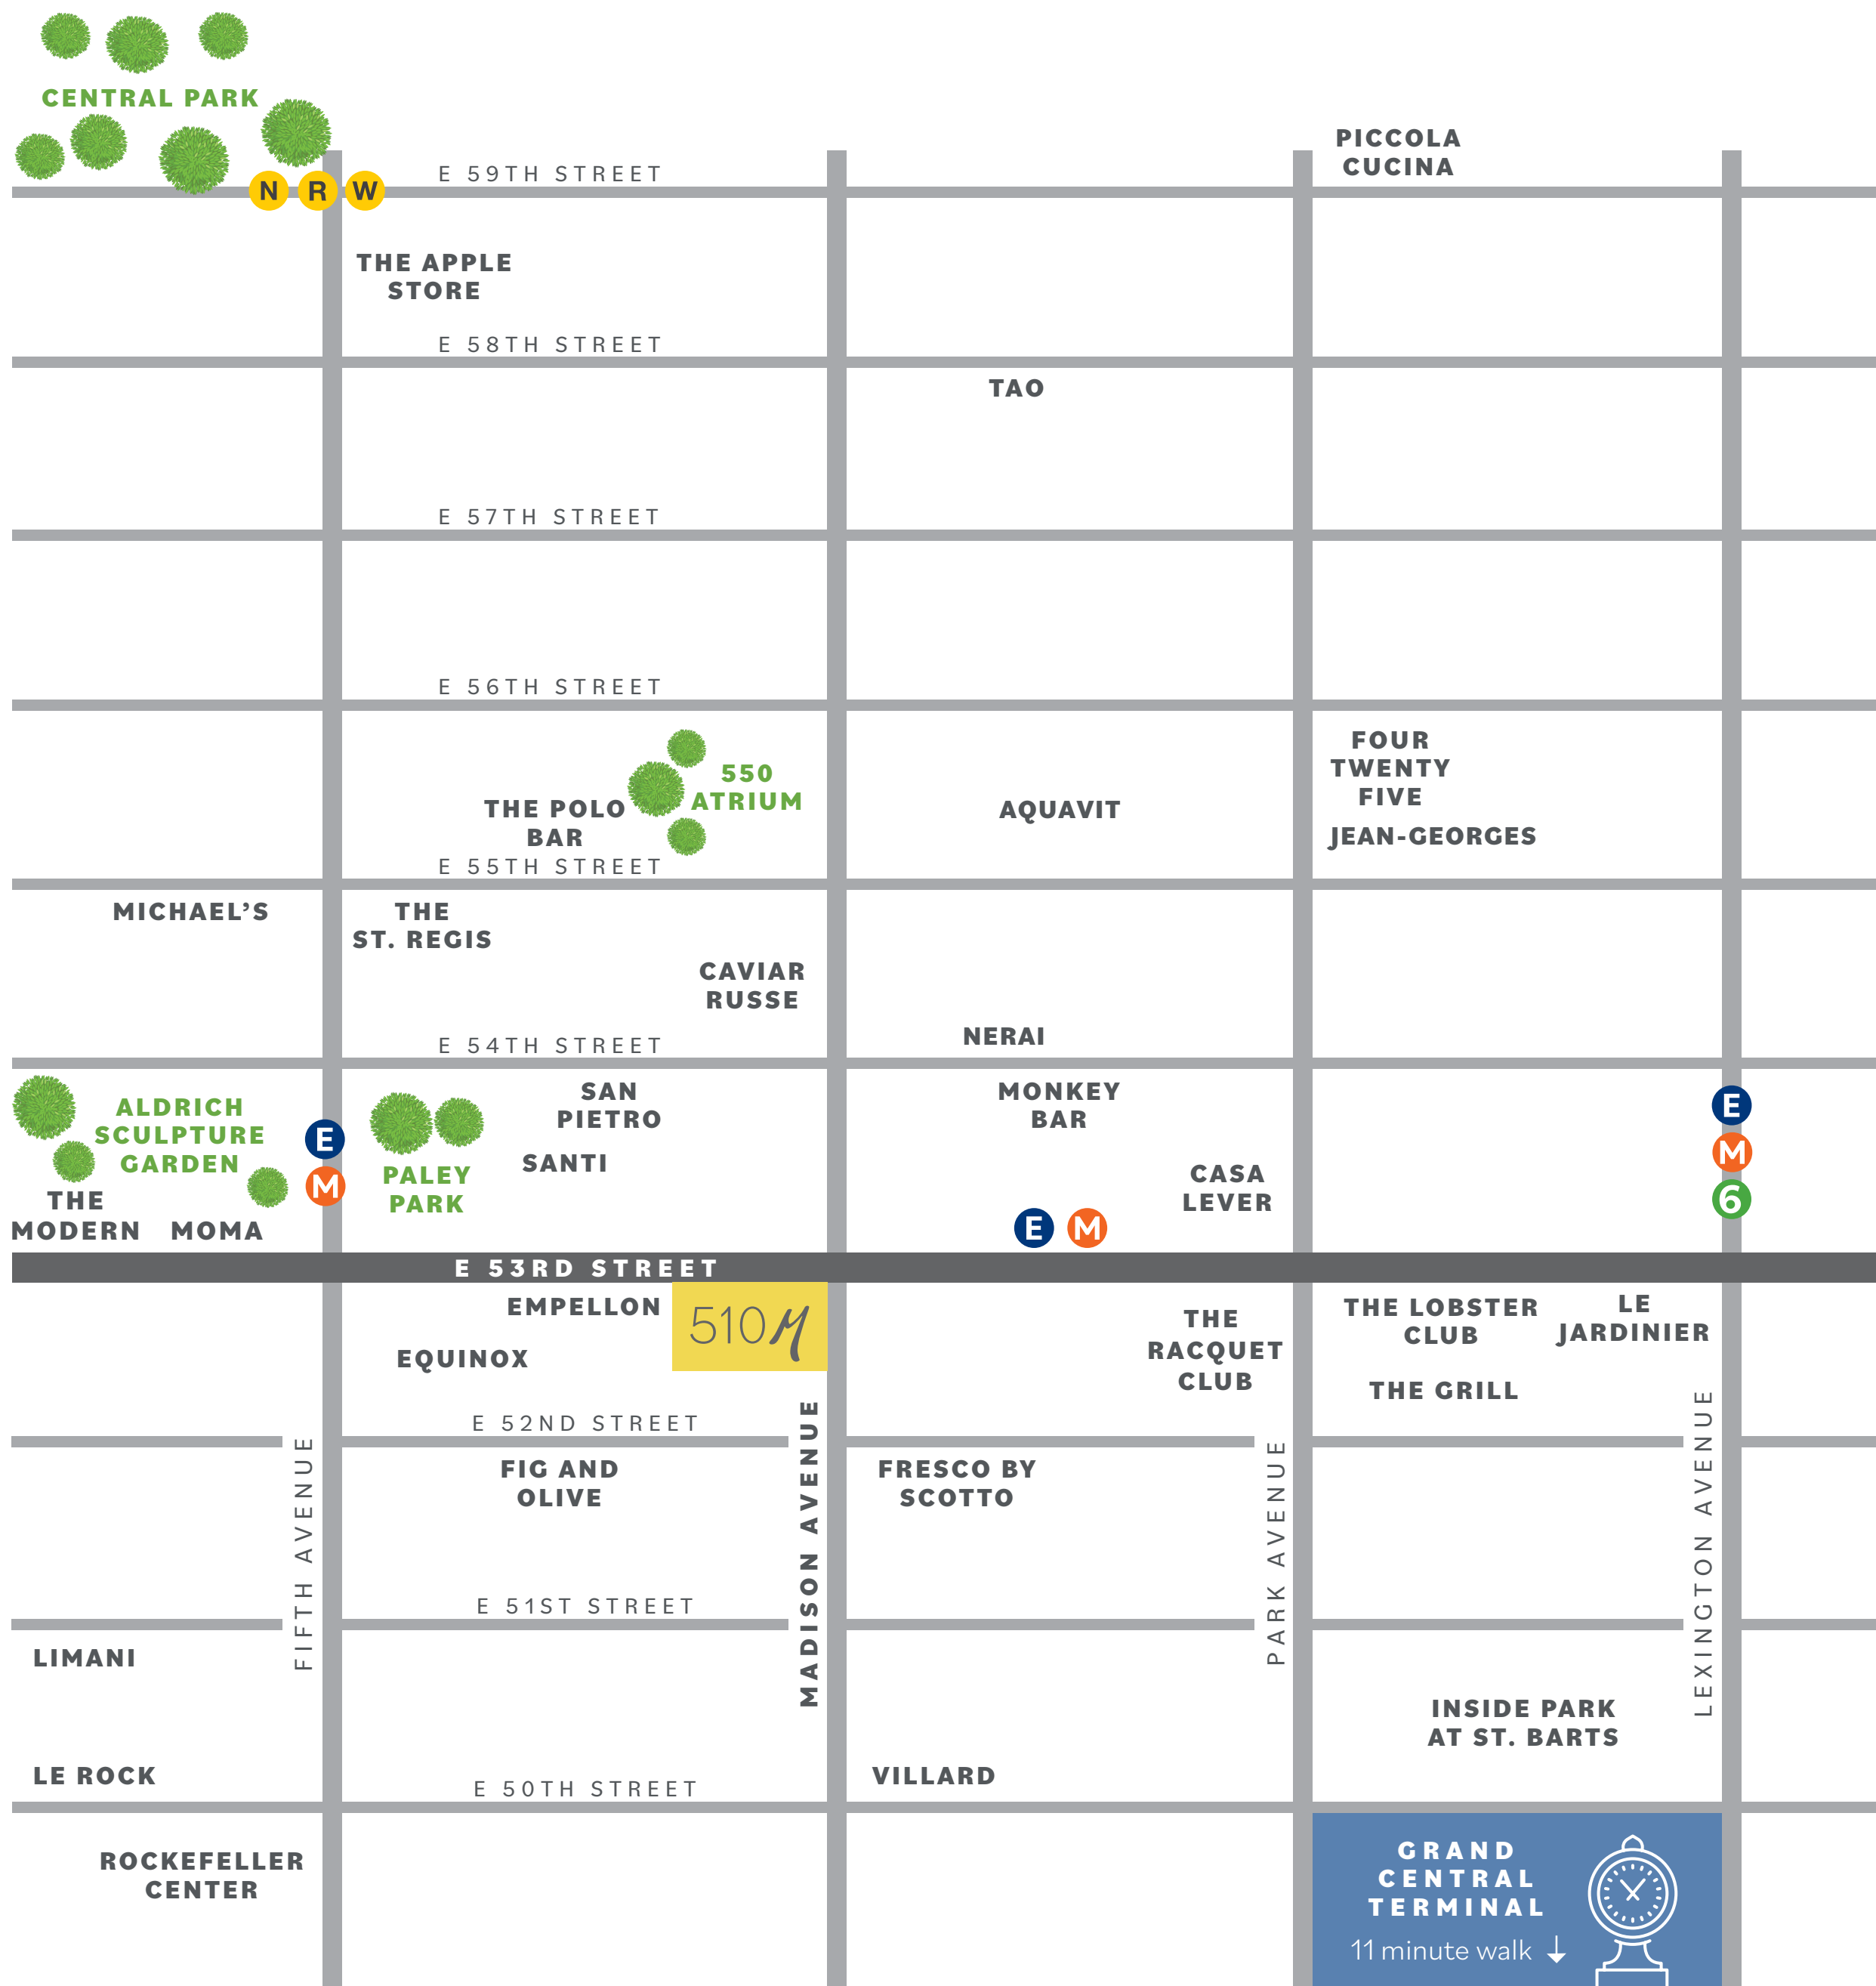 CENTRAL PARK
PICCOLA
CUCINA
E 59TH STREET
N R W
THE APPLE
STORE
E 58TH STREET
TAO
E 57TH STREET
E 56TH STREET
550
ATRIUM
THE POLO
BAR
AQUAVIT
FOUR
TWENTY
FIVE
JEAN-GEORGES
E 55TH STREET
MICHAEL’S
THE
ST. REGIS
CAVIAR
RUSSE
NERAI
E 54TH STREET
ALDRICH
SCULPTURE
GARDEN
THE
MODERN
MOMA
E
M
PALEY
PARK
SAN
PIETRO
SANTI
MONKEY
BAR
CASA
LEVER
E M
E
M
6
E 53RD STREET
EMPELLON
510M
EQUINOX
THE
RACQUET
CLUB
THE LOBSTER
CLUB
LE
JARDINIER
THE GRILL
E 52ND STREET
FIFTH AVENUE
MADISON AVENUE
PARK AVENUE
LEXINGTON AVENUE
FIG AND
OLIVE
FRESCO BY
SCOTTO
E 51ST STREET
LIMANI
INSIDE PARK
AT ST. BARTS
LE ROCK
VILLARD
E 50TH STREET
ROCKEFELLER
CENTER
GRAND
CENTRAL
TERMINAL
11 minute walk ↓